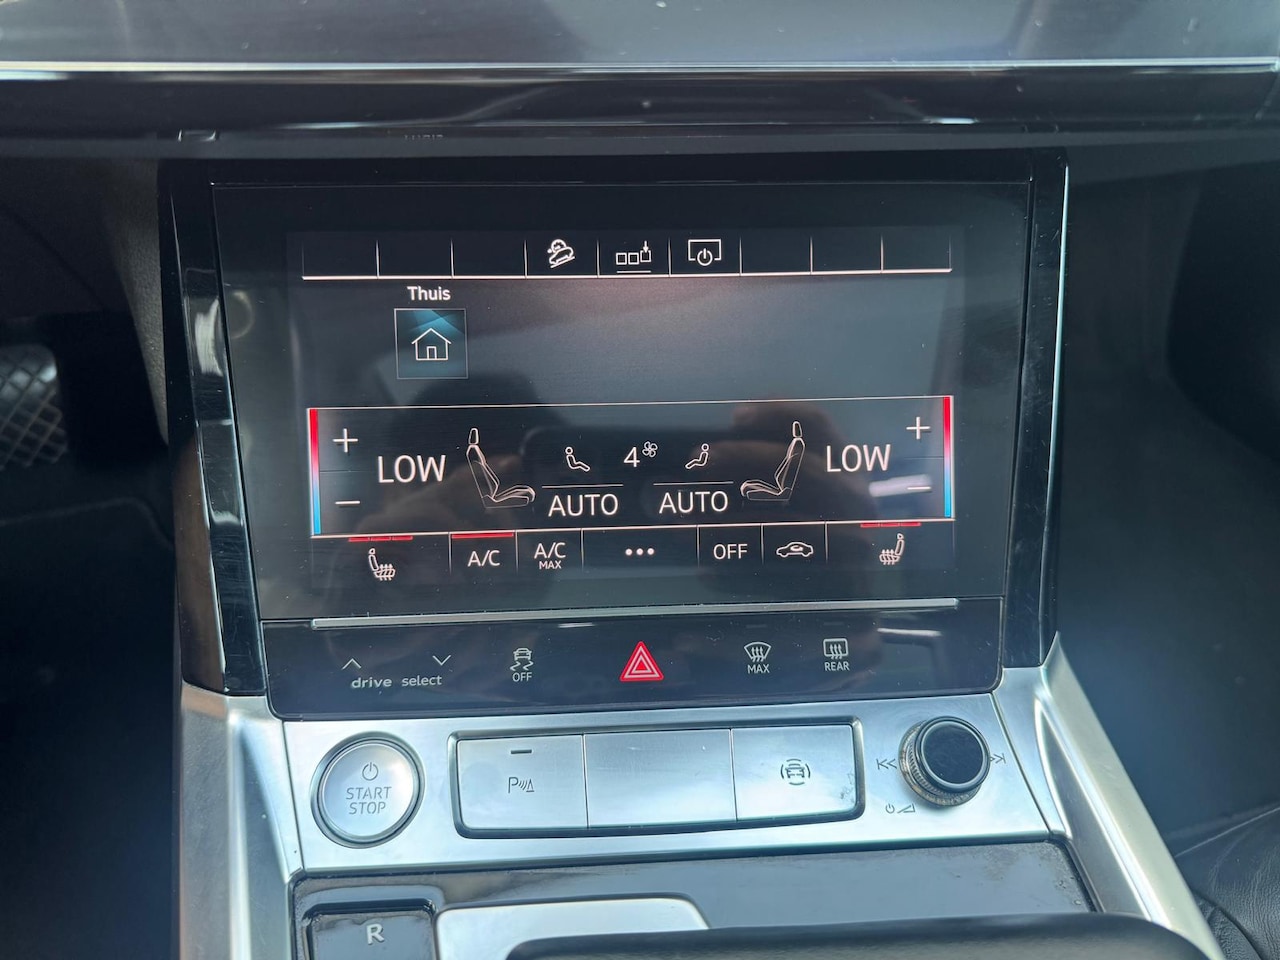 Thuis
+
LOW
−
4
AUTO
AUTO
+
LOW
−
A/C
A/C
MAX
OFF
drive select
OFF
MAX
REAR
START
STOP
P
R